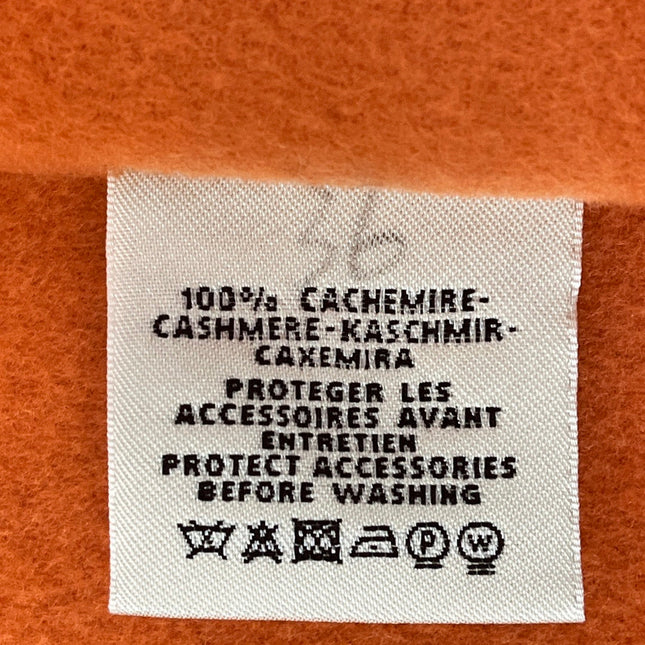 36
100% CACHEMIRE-
CASHMERE-KASCHMIR-
CAXEMIRA
PROTEGER LES
ACCESSOIRES AVANT
ENTRETIEN
PROTECT ACCESSORIES
BEFORE WASHING
P W